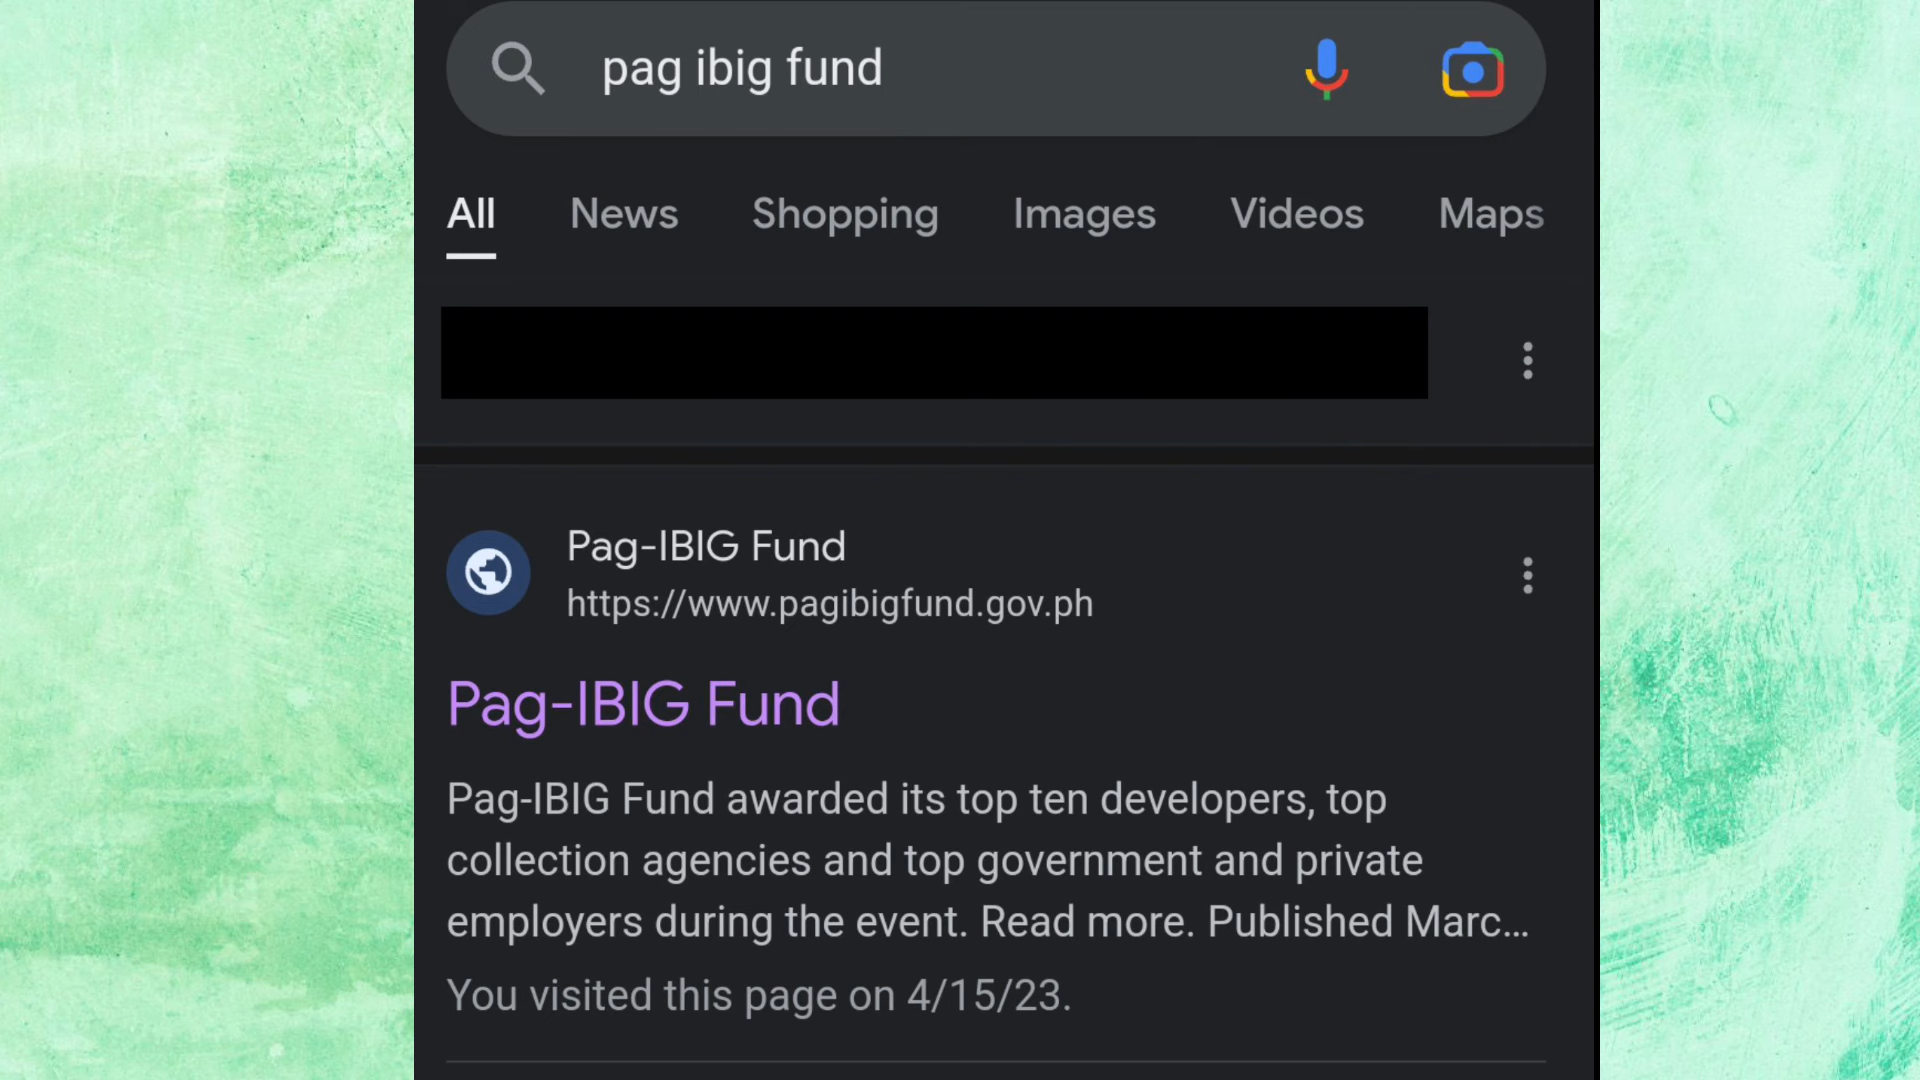 pag ibig fund
All News Shopping Images Videos Maps
Pag-IBIG Fund
https://www.pagibigfund.gov.ph
Pag-IBIG Fund
Pag-IBIG Fund awarded its top ten developers, top
collection agencies and top government and private
employers during the event. Read more. Published Marc...
You visited this page on 4/15/23.